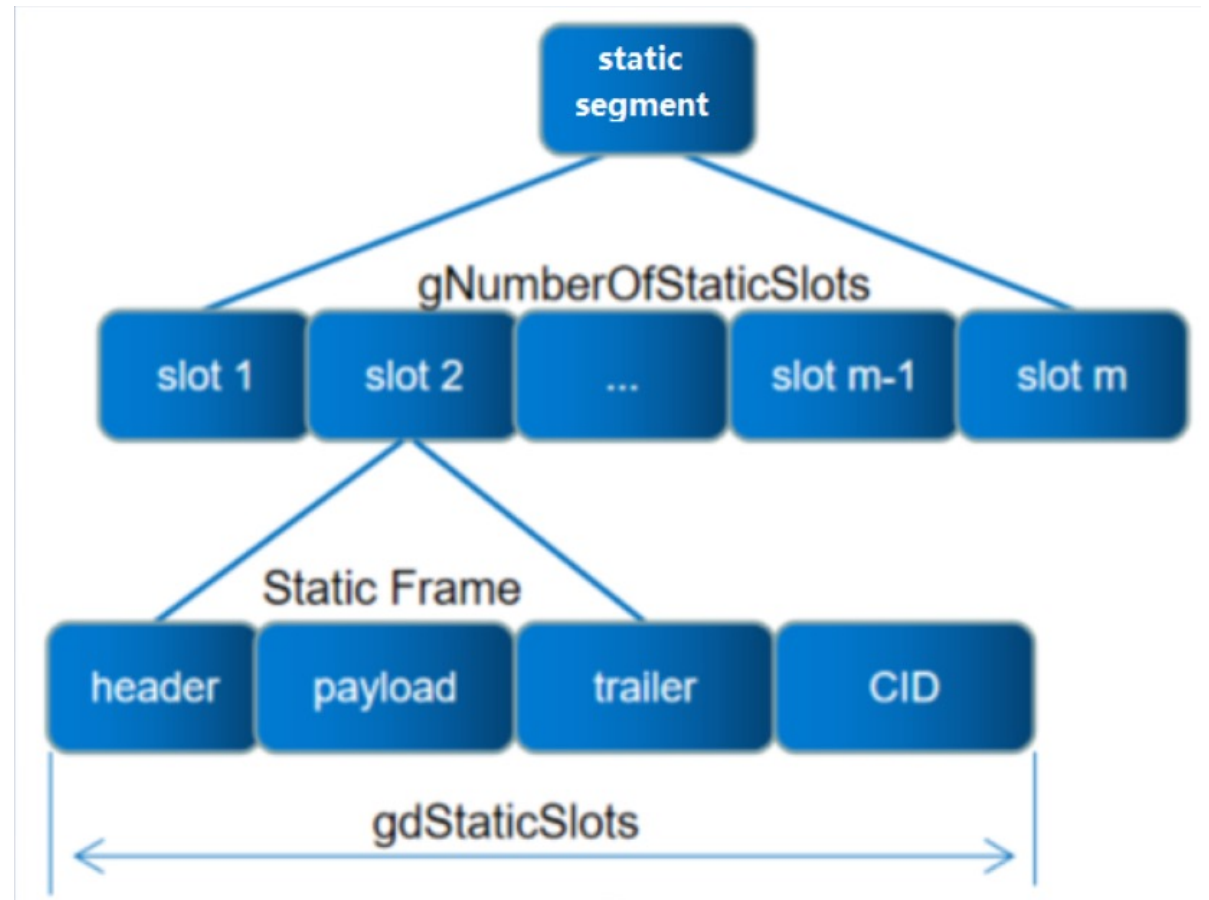 static
segment
gNumberOfStaticSlots
slot 1
slot 2
...
slot m-1
slot m
Static Frame
header
payload
trailer
CID
gdStaticSlots